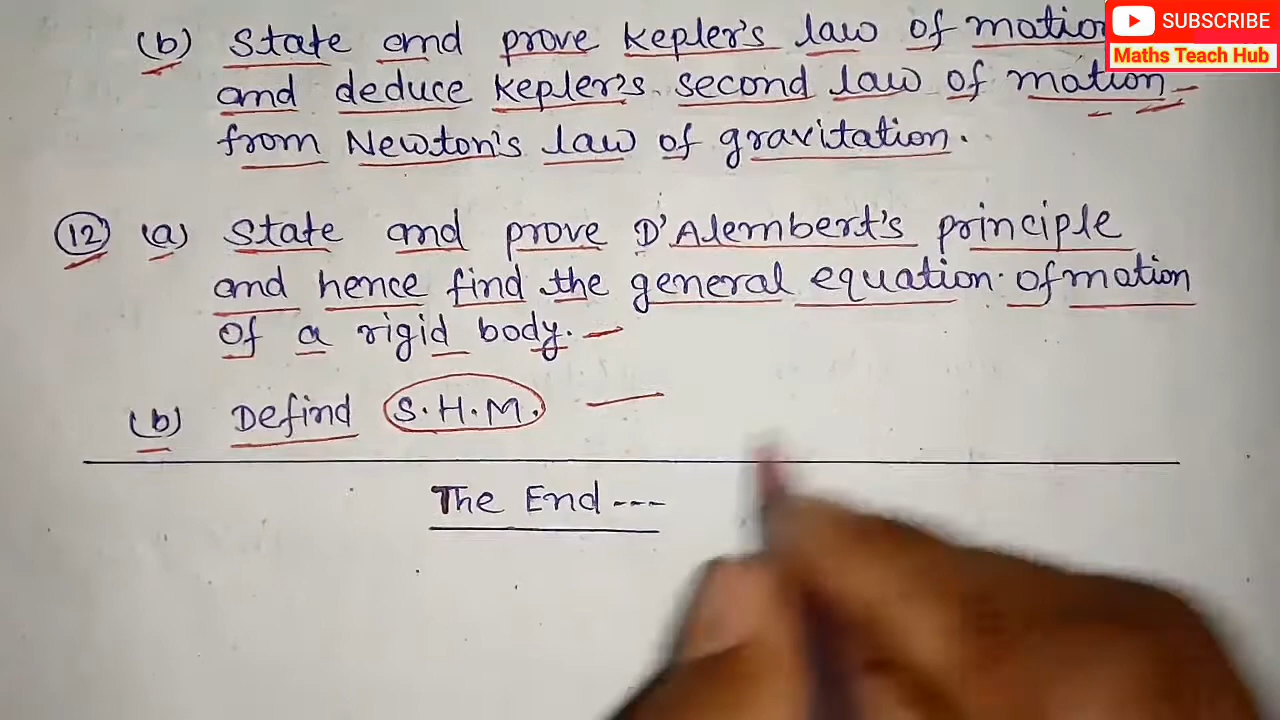 (b) State and prove Kepler's law of motion
SUBSCRIBE
Maths Teach Hub
and deduce Kepler's second law of motion
from Newton's law of gravitation.
(12) (a) State and prove D'Alembert's principle
and hence find the general equation of motion
of a rigid body.
(b) Defind S.H.M.
The End---